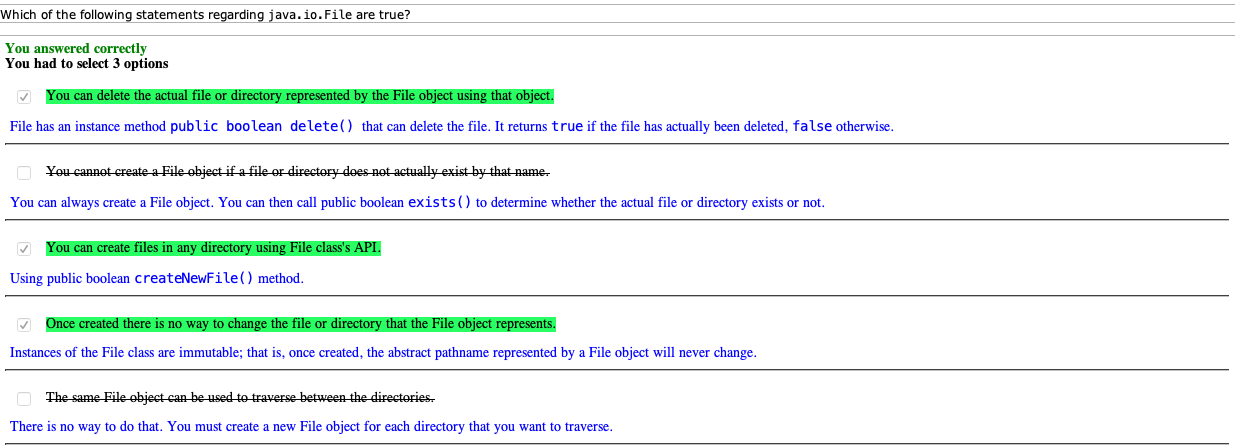 Which of the following statements regarding java.io.File are true?
You answered correctly
You had to select 3 options
You can delete the actual file or directory represented by the File object using that object.
File has an instance method public boolean delete() that can delete the file. It returns true if the file has actually been deleted, false otherwise.
You cannot create a File object if a file or directory does not actually exist by that name.
You can always create a File object. You can then call public boolean exists() to determine whether the actual file or directory exists or not.
You can create files in any directory using File class's API.
Using public boolean createNewFile() method.
Once created there is no way to change the file or directory that the File object represents.
Instances of the File class are immutable; that is, once created, the abstract pathname represented by a File object will never change.
The same File object can be used to traverse between the directories.
There is no way to do that. You must create a new File object for each directory that you want to traverse.